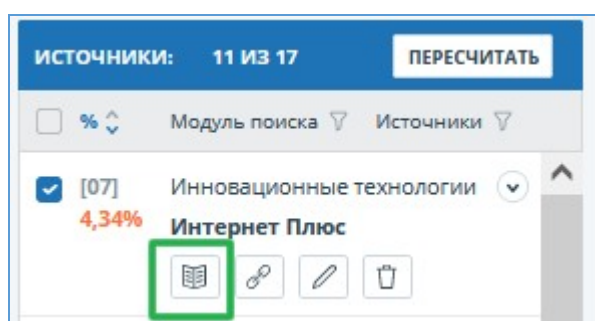 ИСТОЧНИКИ: 11 ИЗ 17 ПЕРЕСЧИТАТЬ
% Модуль поиска Источники
[07] Инновационные технологии
4,34% Интернет Плюс